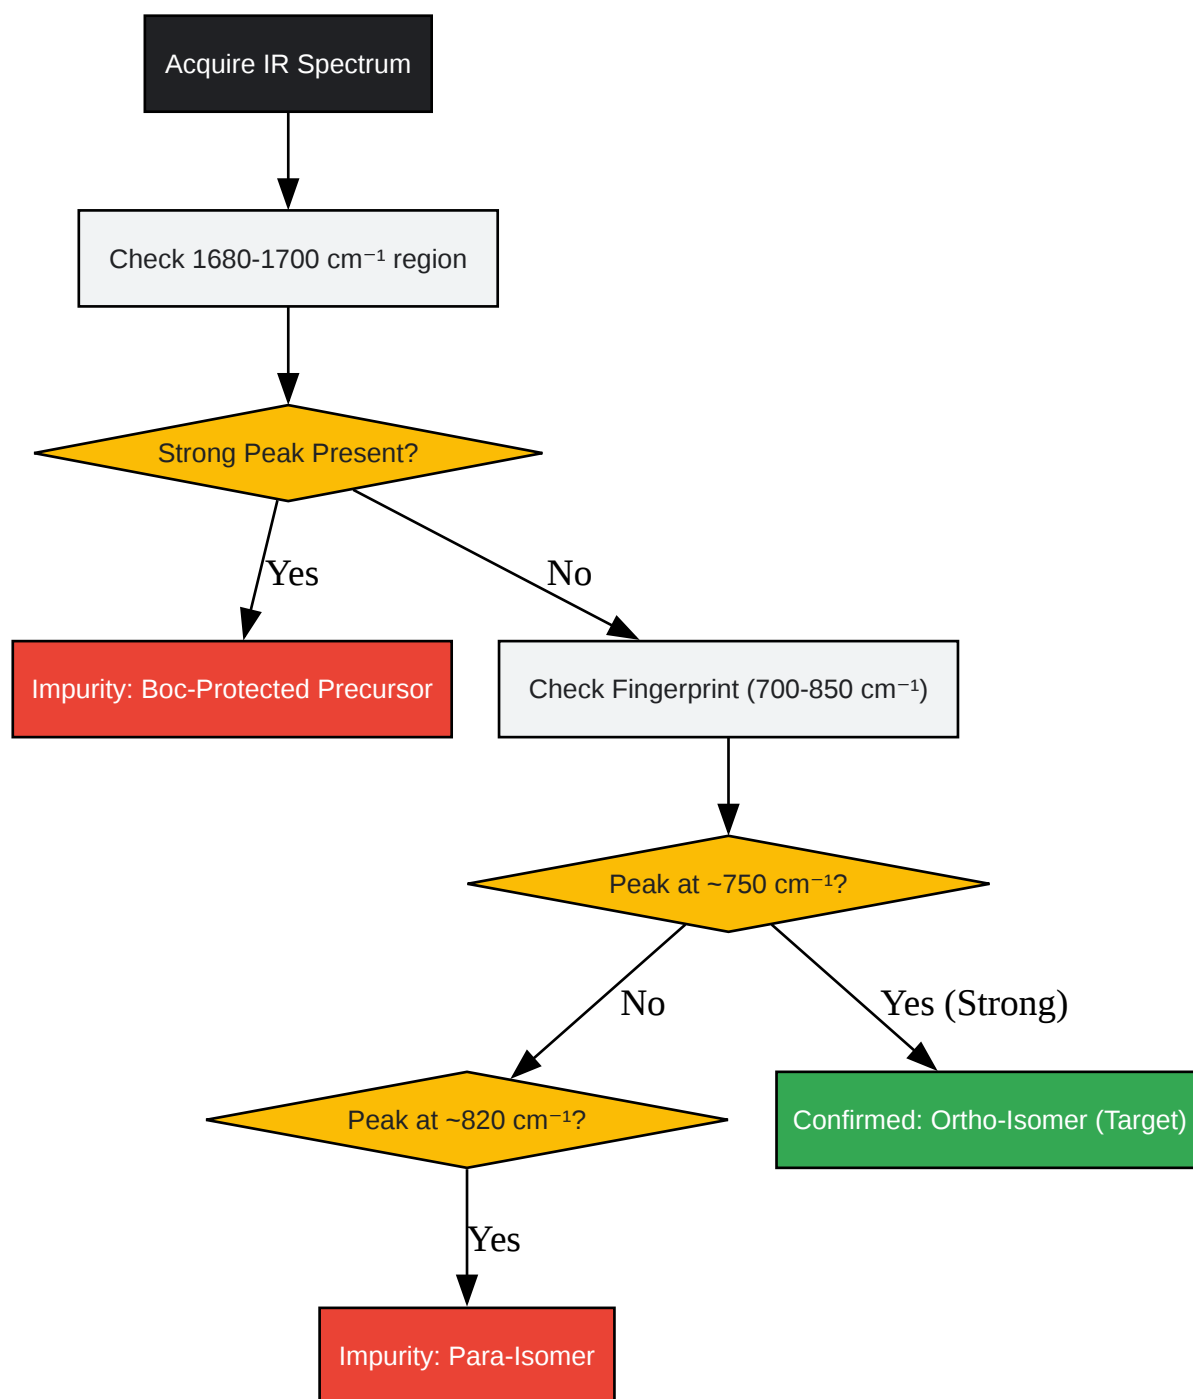 Acquire IR Spectrum
Check 1680-1700 cm⁻¹ region
Strong Peak Present?
Yes
No
Impurity: Boc-Protected Precursor
Check Fingerprint (700-850 cm⁻¹)
Peak at ~750 cm⁻¹?
No
Yes (Strong)
Peak at ~820 cm⁻¹?
Confirmed: Ortho-Isomer (Target)
Yes
Impurity: Para-Isomer